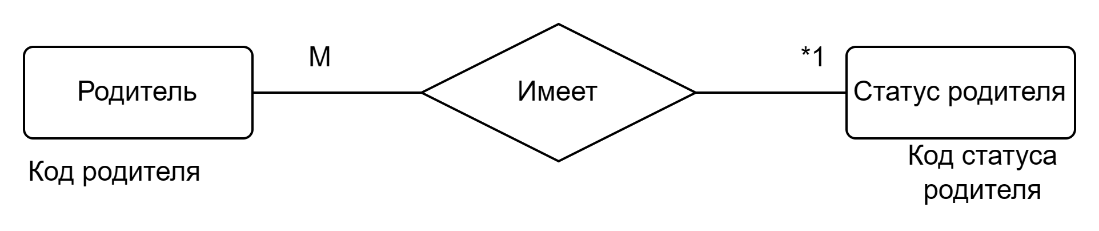 М
*1
Родитель
Имеет
Статус родителя
Код родителя
Код статуса
родителя